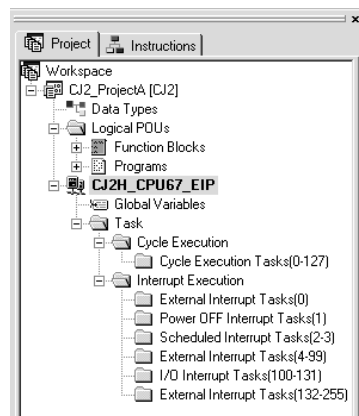 Project
Instructions
Workspace
CJ2_ProjectA [CJ2]
Data Types
Logical POUs
Function Blocks
Programs
CJ2H_CPU67_EIP
Global Variables
Task
Cycle Execution
Cycle Execution Tasks(0-127)
Interrupt Execution
External Interrupt Tasks(0)
Power OFF Interrupt Tasks(1)
Scheduled Interrupt Tasks(2-3)
External Interrupt Tasks(4-99)
I/O Interrupt Tasks(100-131)
External Interrupt Tasks(132-255)